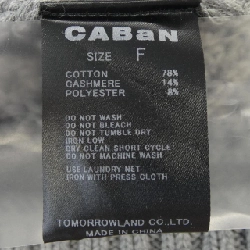 CABaN
SIZE F
COTTON 78%
CASHMERE 14%
POLYESTER 8%
DO NOT WASH
DO NOT BLEACH
DO NOT TUMBLE DRY
IRON LOW
DRY CLEAN SHORT CYCLE
DO NOT MACHINE WASH
USE LAUNDRY NET
IRON WITH PRESS CLOTH
TOMORROWLAND CO.,LTD.
MADE IN CHINA